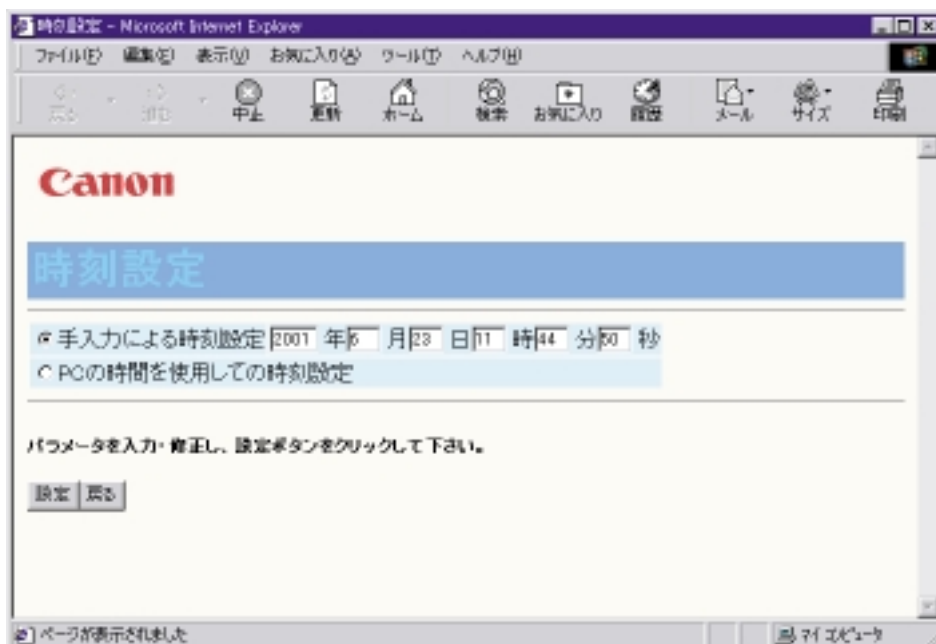 時刻設定 - Microsoft Internet Explorer
ファイル(F) 編集(E) 表示(V) お気に入り(A) ツール(T) ヘルプ(H)
戻る 進む 中止 更新 ホーム 検索 お気に入り 履歴 メール サイズ 印刷
Canon
時刻設定
手入力による時刻設定 2001 年 6 月 23 日 11 時 44 分 50 秒
PCの時間を使用しての時刻設定
パラメータを入力・修正し、設定ボタンをクリックして下さい。
設定 戻る
ページが表示されました マイ コンピュータ